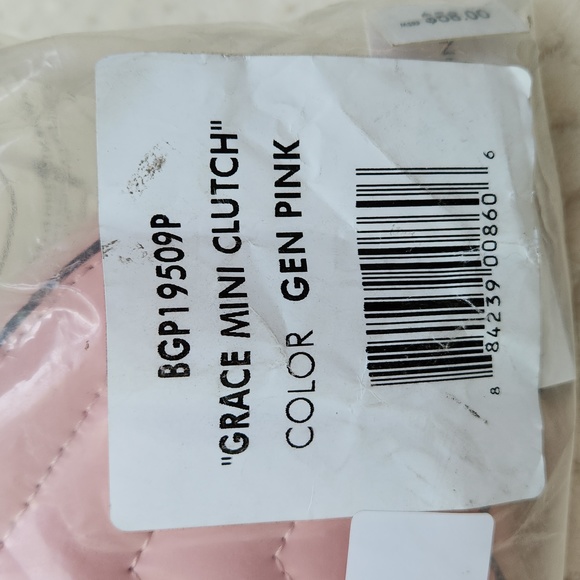 BGP19509P
"GRACE MINI CLUTCH"
COLOR GEN PINK
8 84239 00860 6